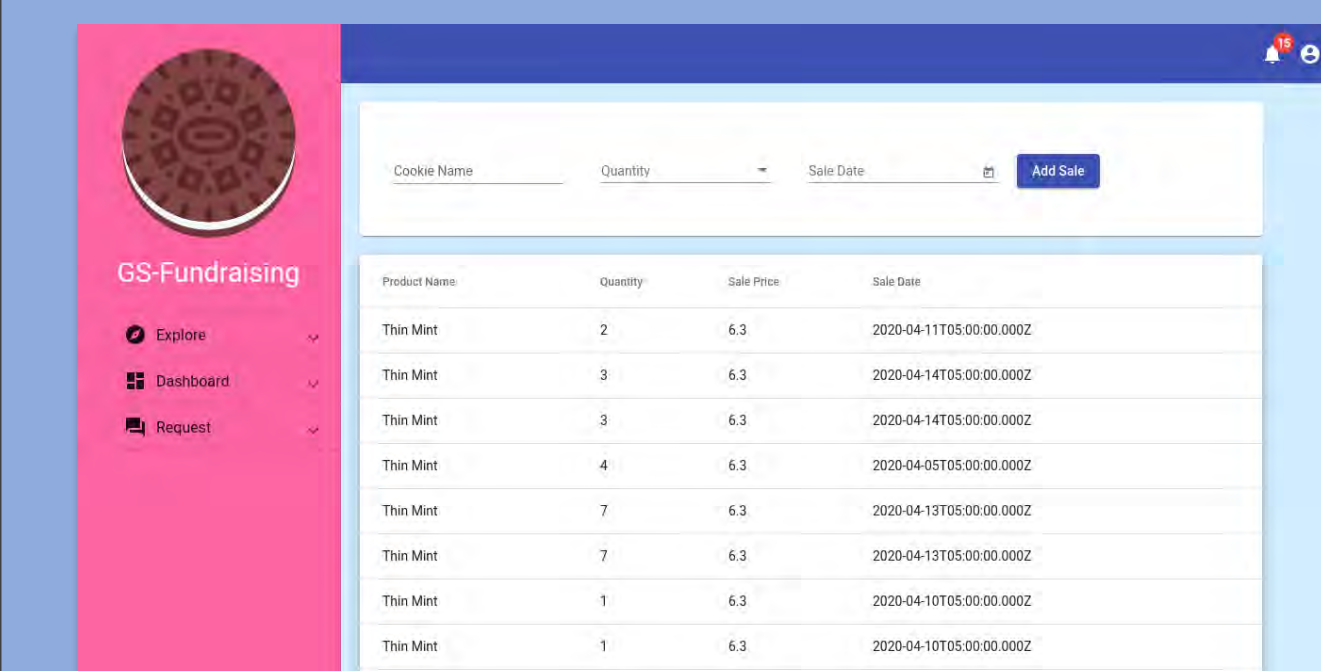 15
Cookie Name Quantity Sale Date Add Sale
GS-Fundraising
Explore
Dashboard
Request
Product Name Quantity Sale Price Sale Date
Thin Mint 2 6.3 2020-04-11T05:00:00.000Z
Thin Mint 3 6.3 2020-04-14T05:00:00.000Z
Thin Mint 3 6.3 2020-04-14T05:00:00.000Z
Thin Mint 4 6.3 2020-04-05T05:00:00.000Z
Thin Mint 7 6.3 2020-04-13T05:00:00.000Z
Thin Mint 7 6.3 2020-04-13T05:00:00.000Z
Thin Mint 1 6.3 2020-04-10T05:00:00.000Z
Thin Mint 1 6.3 2020-04-10T05:00:00.000Z